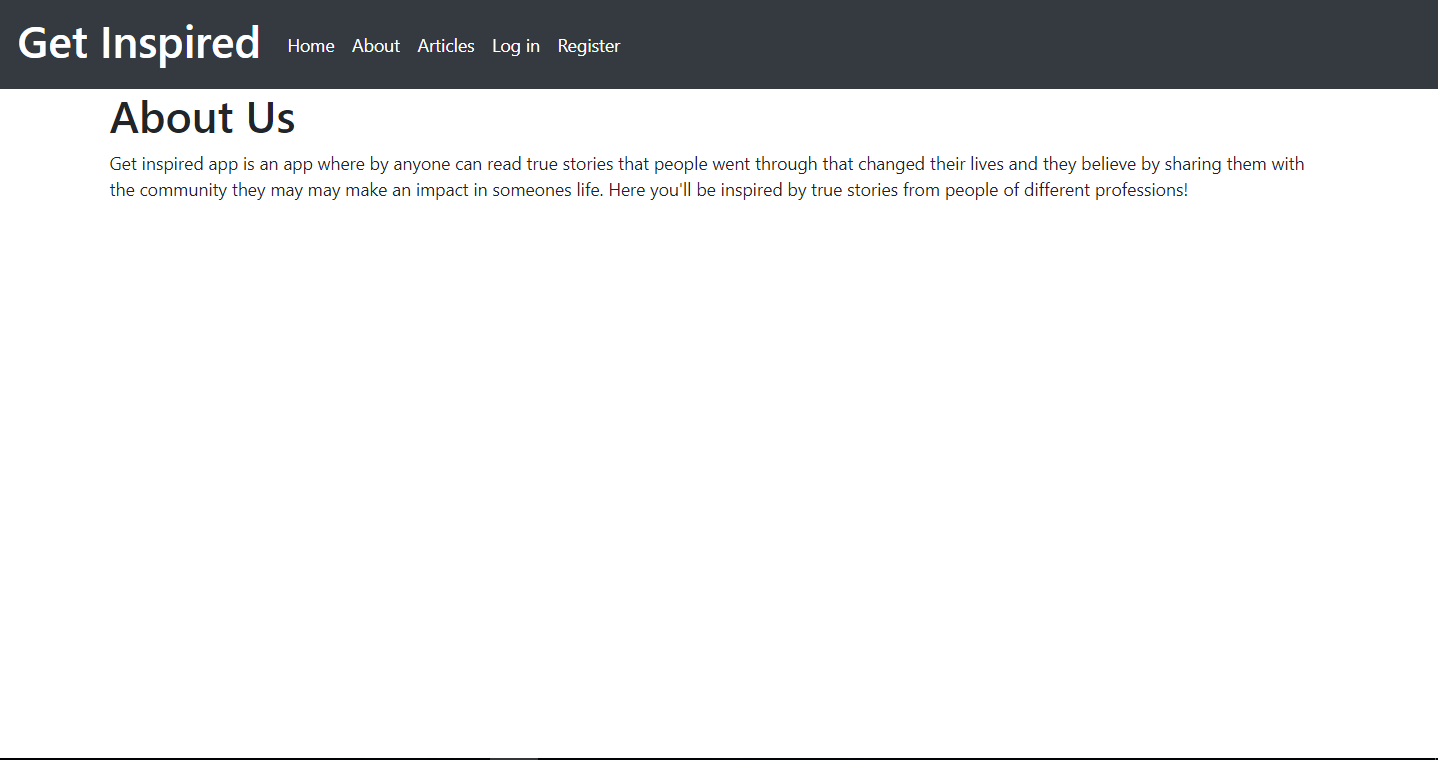 Get Inspired
Home About Articles Log in Register
About Us
Get inspired app is an app where by anyone can read true stories that people went through that changed their lives and they believe by sharing them with
the community they may may make an impact in someones life. Here you'll be inspired by true stories from people of different professions!